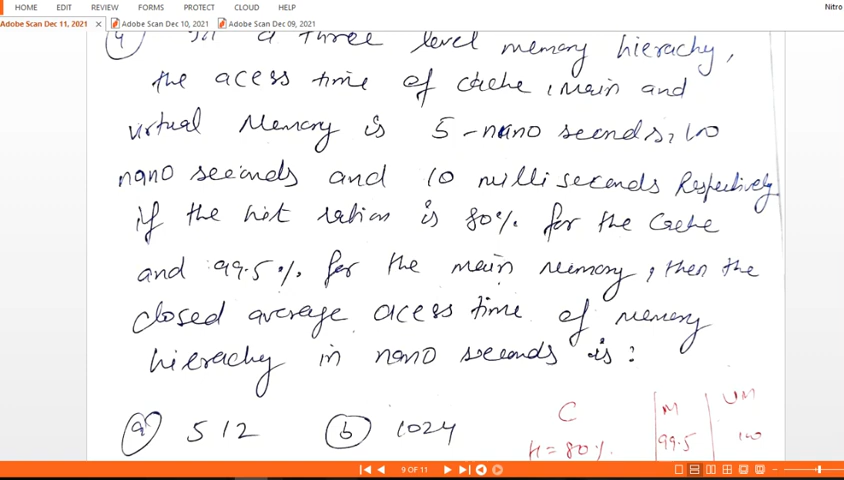 HOME EDIT REVIEW FORMS PROTECT CLOUD HELP Nitro
Adobe Scan Dec 11, 2021 × Adobe Scan Dec 10, 2021 Adobe Scan Dec 09, 2021
4 In a three level memory hierachy,
the acess time of cache, Main and
virtual Memory is 5-nano seconds, 100
nano seconds and 10 milliseconds Respectively.
if the hit ration is 80% for the cache
and 99.5% for the main memory, then the
closed average acess time of memory
hierachy in nano seconds is:
C M VM
a 512 b 1024
H = 80%. 99.5 100
9 OF 11